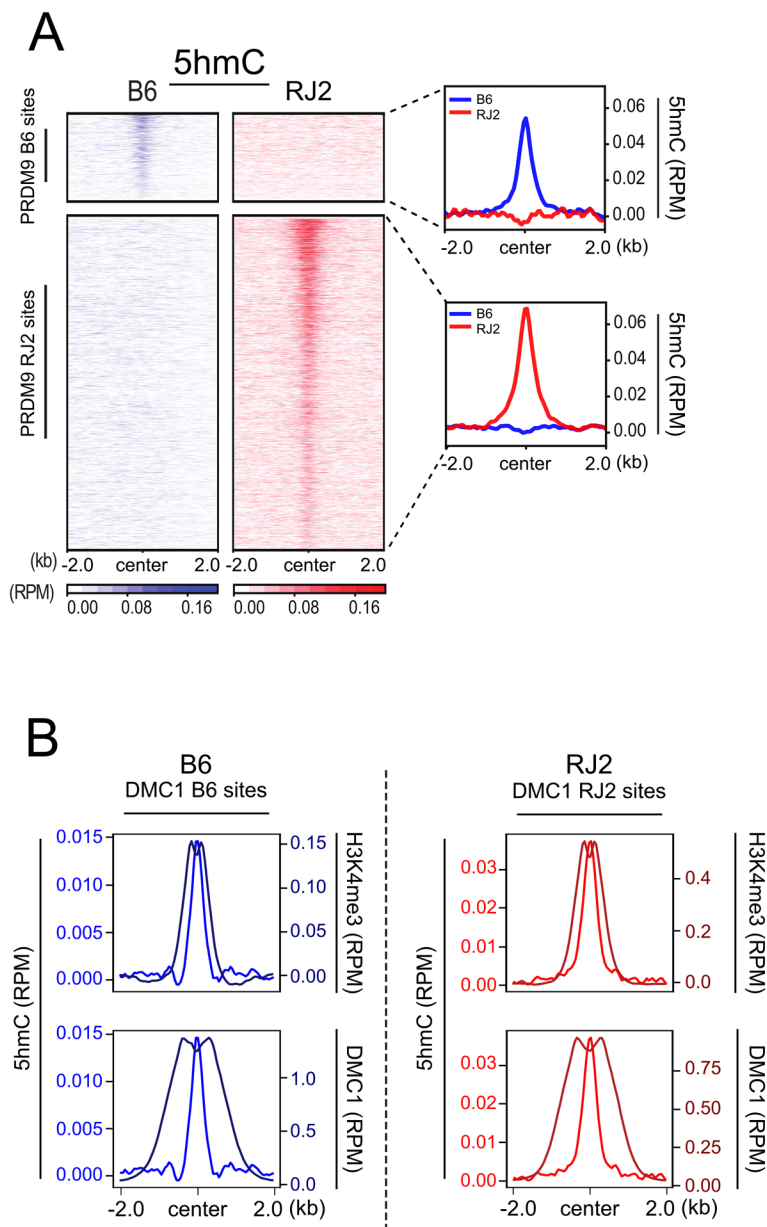 A
5hmC
B6 RJ2
PRDM9 B6 sites
PRDM9 RJ2 sites
(kb) -2.0 center 2.0 -2.0 center 2.0
(RPM)
0.00 0.08 0.16 0.00 0.08 0.16
B6
RJ2
0.06
0.04
0.02
0.00
5hmC (RPM)
-2.0 center 2.0 (kb)
B6
RJ2
0.06
0.04
0.02
0.00
5hmC (RPM)
-2.0 center 2.0 (kb)
B
B6
DMC1 B6 sites
5hmC (RPM)
0.015
0.010
0.005
0.000
0.15
0.10
0.05
0.00
H3K4me3 (RPM)
0.015
0.010
0.005
0.000
1.0
0.5
0.0
DMC1 (RPM)
-2.0 center 2.0 (kb)
RJ2
DMC1 RJ2 sites
5hmC (RPM)
0.03
0.02
0.01
0.00
0.4
0.2
0.0
H3K4me3 (RPM)
0.03
0.02
0.01
0.00
0.75
0.50
0.25
0.00
DMC1 (RPM)
-2.0 center 2.0 (kb)